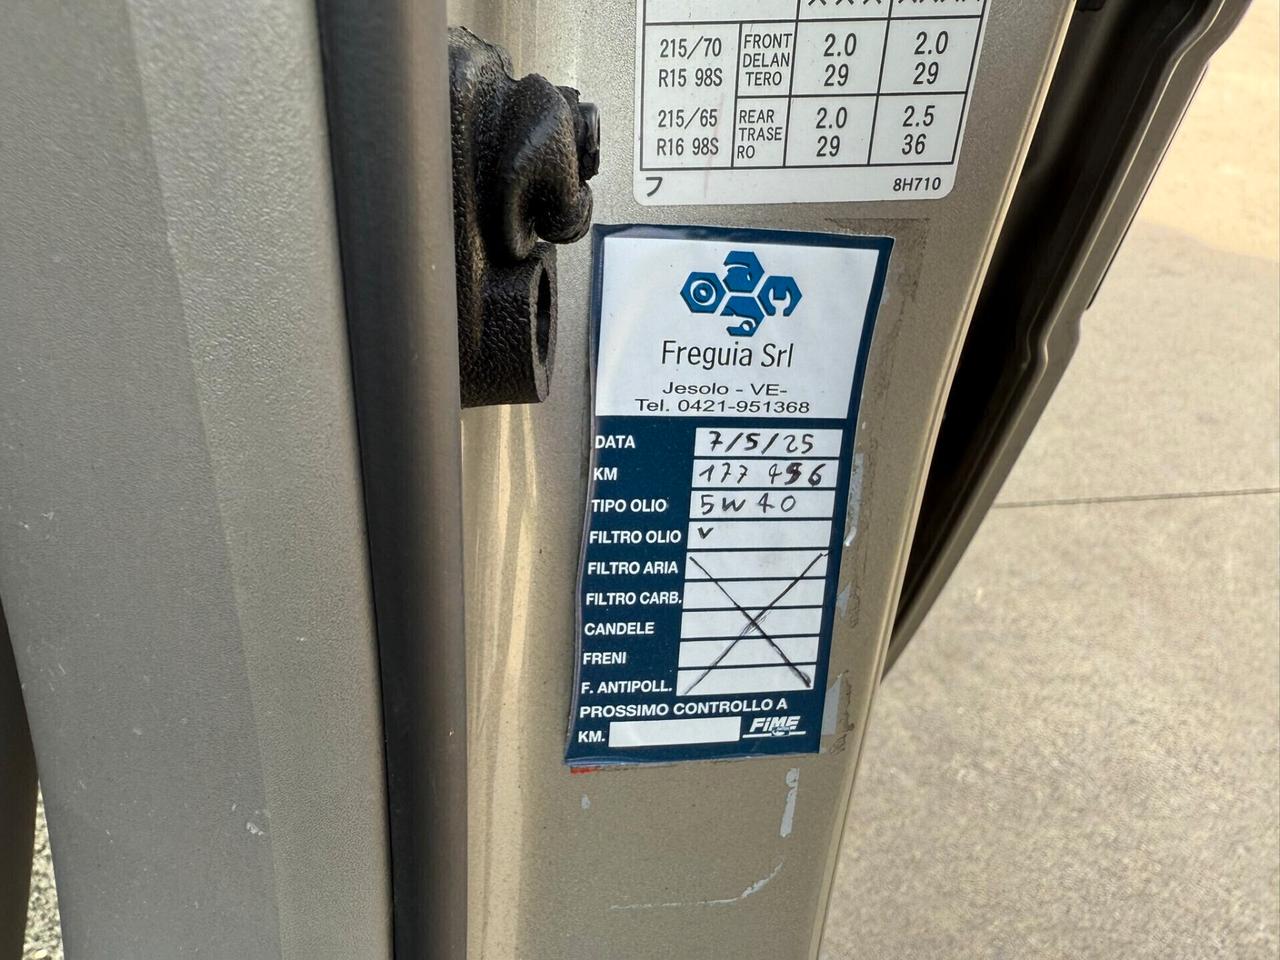 215/70 R15 98S FRONT DELAN TERO 2.0 29 2.0 29
215/65 R16 98S REAR TRASE RO 2.0 29 2.5 36
8H710
Freguia Srl
Jesolo - VE-
Tel. 0421-951368
DATA 7/5/25
KM 177 456
TIPO OLIO 5W40
FILTRO OLIO v
FILTRO ARIA
FILTRO CARB.
CANDELE
FRENI
F. ANTIPOLL.
PROSSIMO CONTROLLO A
KM. FIME